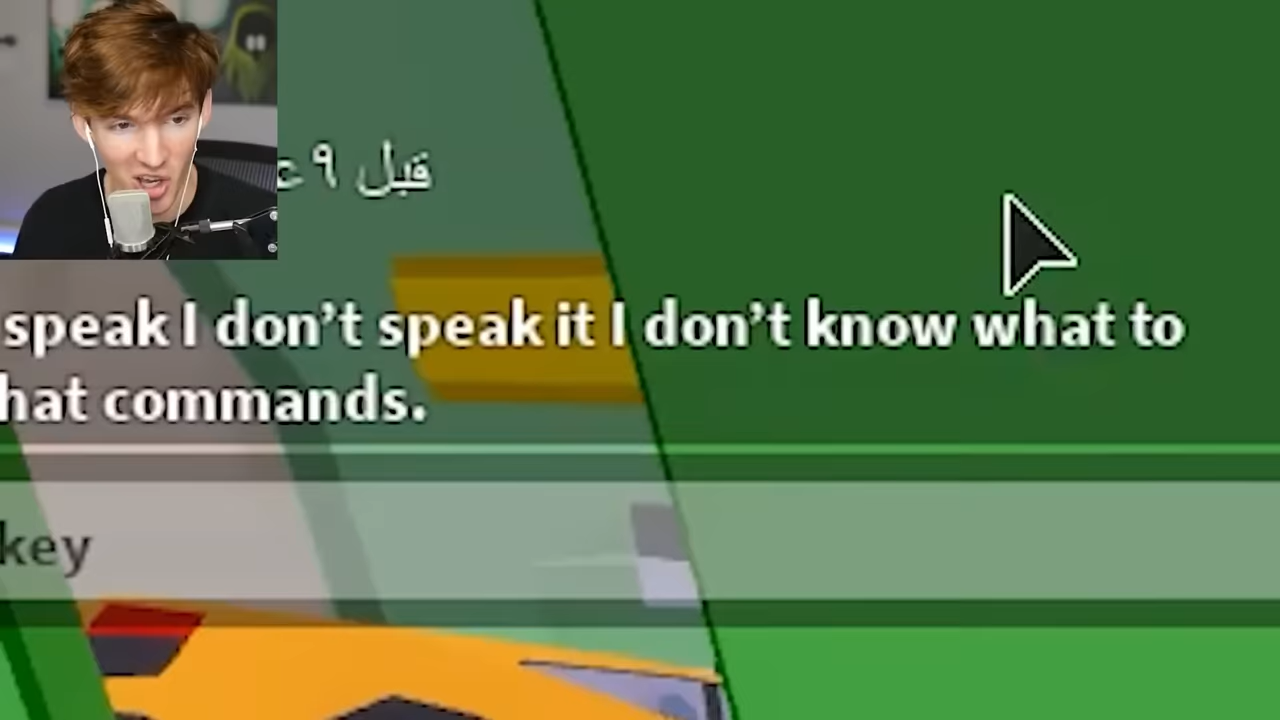 قبل ٩
speak I don't speak it I don't know what to
hat commands.
key